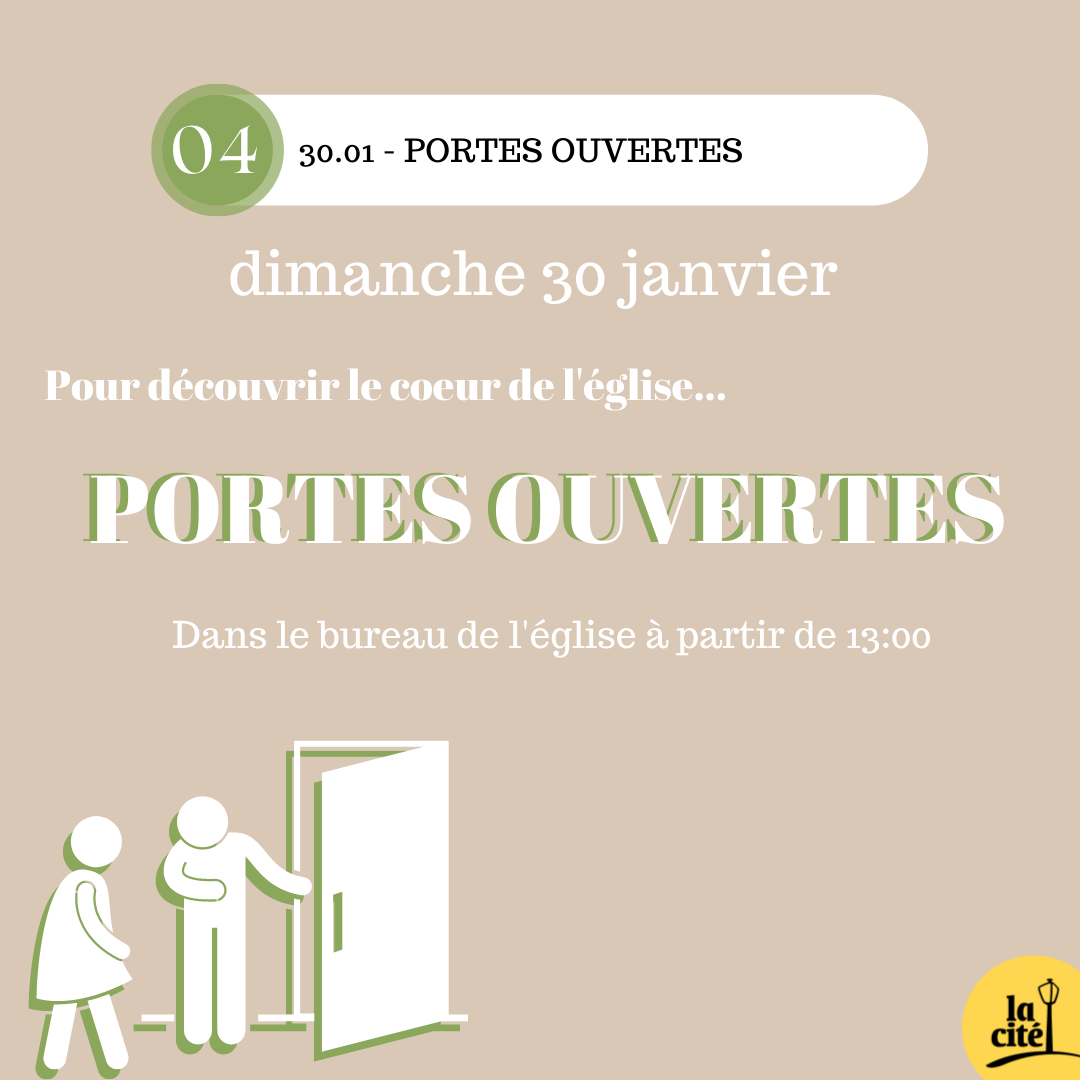 04
30.01 - PORTES OUVERTES
dimanche 30 janvier
Pour découvrir le coeur de l'église...
PORTES OUVERTES
Dans le bureau de l'église à partir de 13:00
la
cité